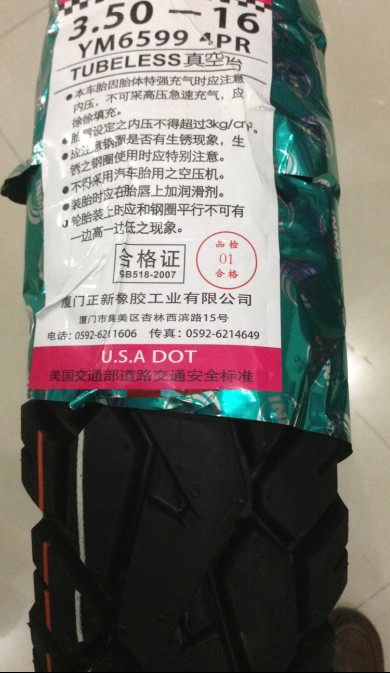 3.50-16
YM6599 4PR
TUBELESS真空胎
●本车胎因胎体特强充气时应注意
内压，不可采高压急速充气，应
徐徐填充。
●胎气设定之内压不得超过3kg/cm²。
●应注意钢圈是否有生锈现象，生
锈之钢圈使用时应特别注意。
●不可采用汽车胎用之空压机。
●装胎时应在胎唇上加润滑剂。
●轮胎装上时应和钢圈平行不可有
一边高一边低之现象。
合格证
GB518-2007
品检
01
合格
厦门正新橡胶工业有限公司
厦门市集美区杏林西滨路15号
电话：0592-6211606 传真：0592-6214649
U.S.A DOT
美国交通部道路交通安全标准